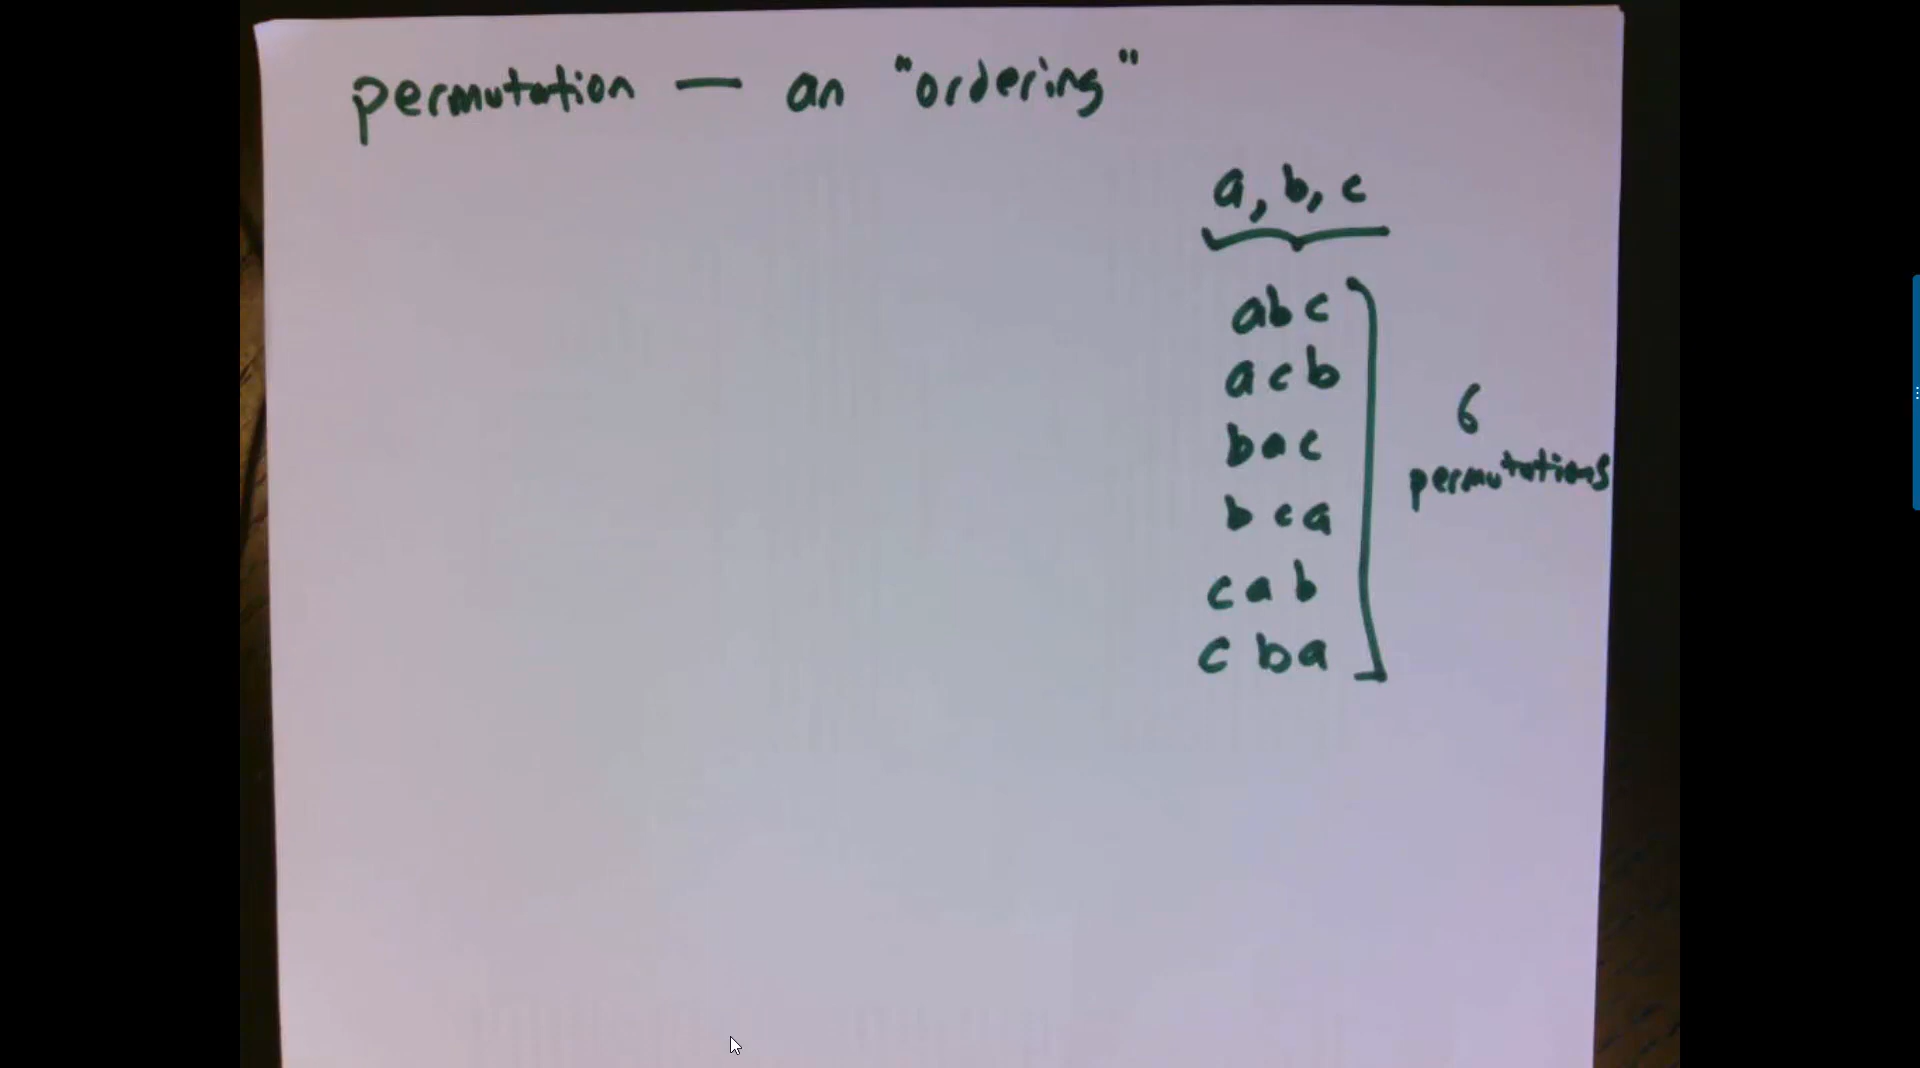 permutation — an "ordering"
a, b, c
abc
acb
bac
bca
cab
cba
6
permutations